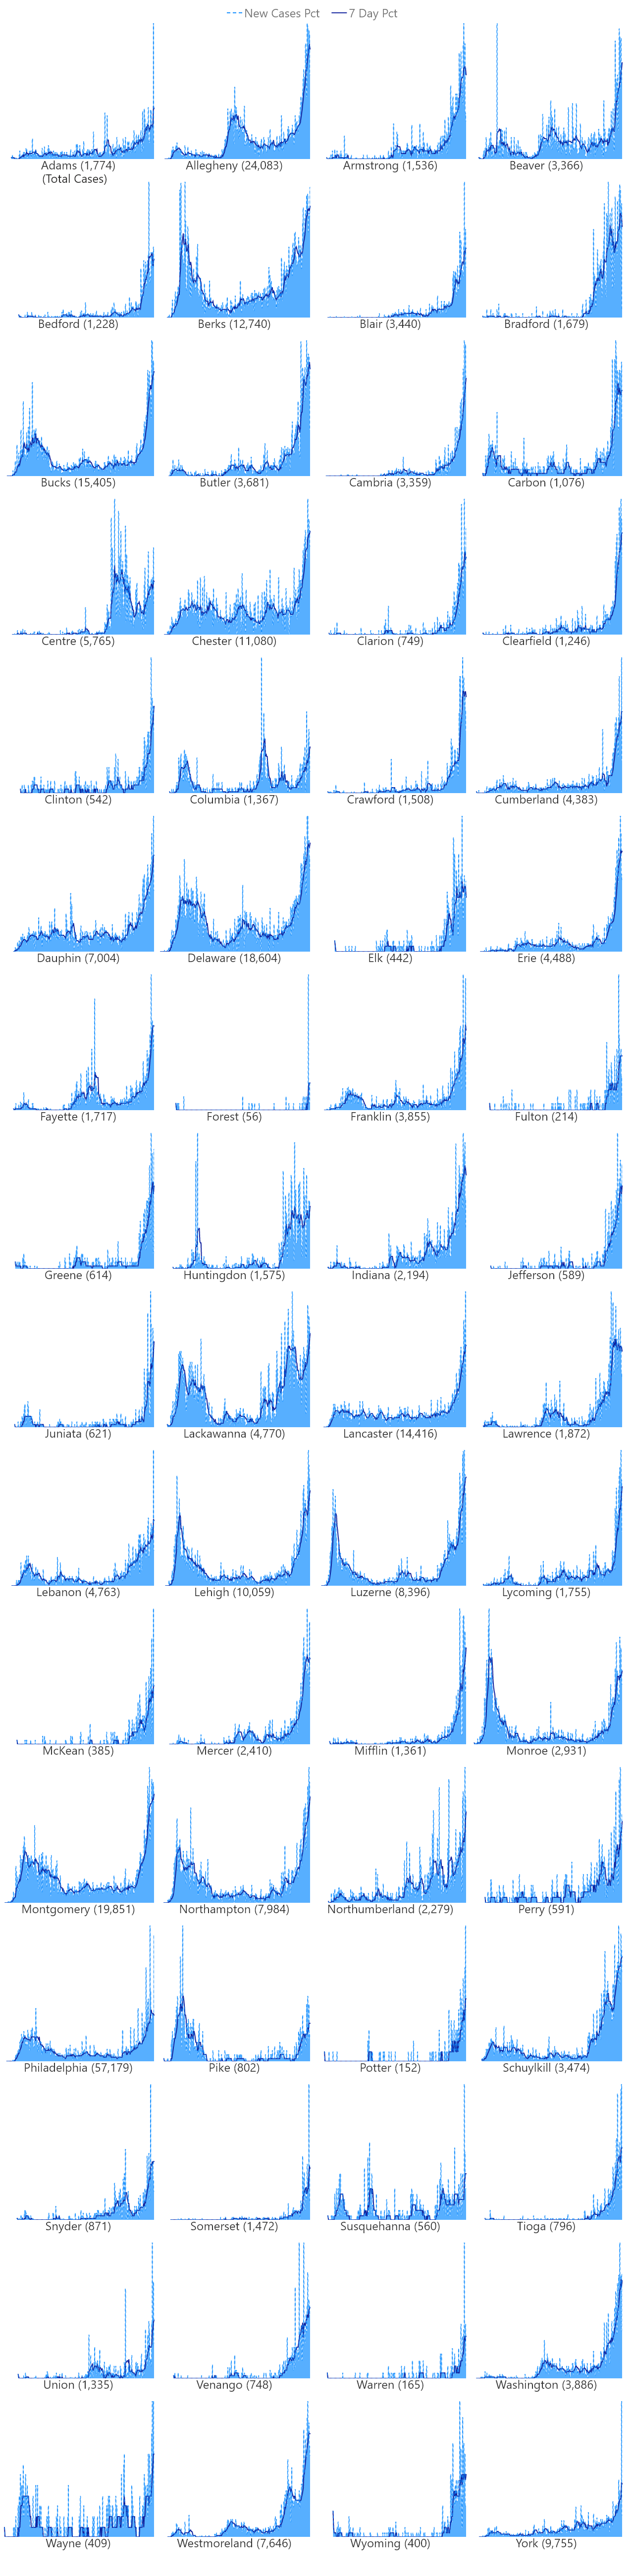 New Cases Pct 7 Day Pct
Adams (1,774) Allegheny (24,083) Armstrong (1,536) Beaver (3,366)
(Total Cases)
Bedford (1,228) Berks (12,740) Blair (3,440) Bradford (1,679)
Bucks (15,405) Butler (3,681) Cambria (3,359) Carbon (1,076)
Centre (5,765) Chester (11,080) Clarion (749) Clearfield (1,246)
Clinton (542) Columbia (1,367) Crawford (1,508) Cumberland (4,383)
Dauphin (7,004) Delaware (18,604) Elk (442) Erie (4,488)
Fayette (1,717) Forest (56) Franklin (3,855) Fulton (214)
Greene (614) Huntingdon (1,575) Indiana (2,194) Jefferson (589)
Juniata (621) Lackawanna (4,770) Lancaster (14,416) Lawrence (1,872)
Lebanon (4,763) Lehigh (10,059) Luzerne (8,396) Lycoming (1,755)
McKean (385) Mercer (2,410) Mifflin (1,361) Monroe (2,931)
Montgomery (19,851) Northampton (7,984) Northumberland (2,279) Perry (591)
Philadelphia (57,179) Pike (802) Potter (152) Schuylkill (3,474)
Snyder (871) Somerset (1,472) Susquehanna (560) Tioga (796)
Union (1,335) Venango (748) Warren (165) Washington (3,886)
Wayne (409) Westmoreland (7,646) Wyoming (400) York (9,755)